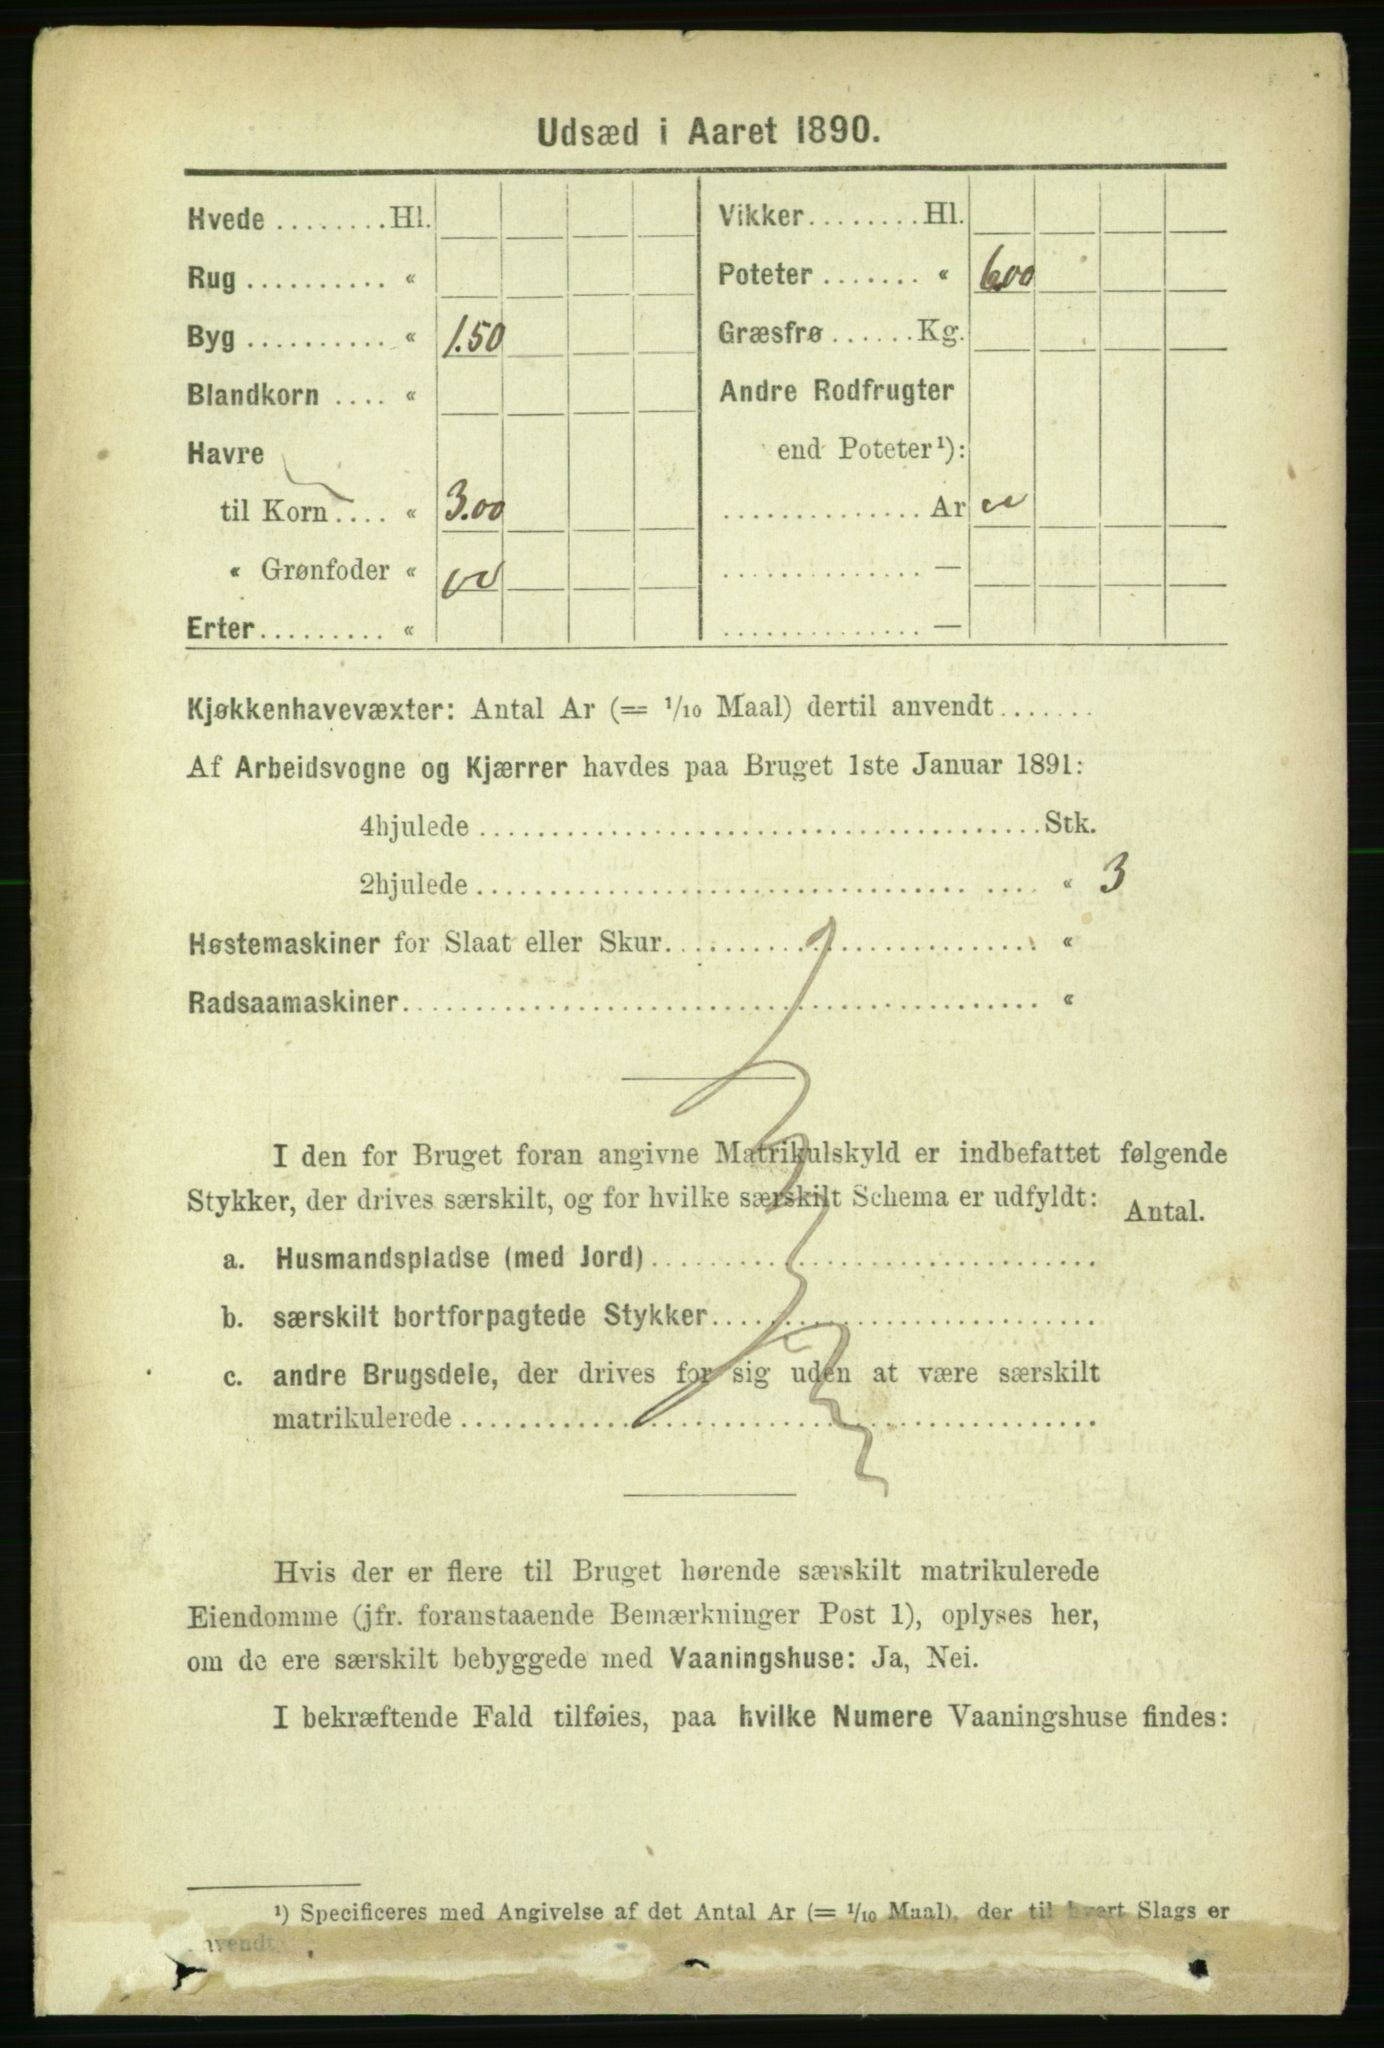 Udsæd i Aaret 1890.
Hvede ........ Hl.
Rug .......... «
Byg .......... « 1.50
Blandkorn .... «
Havre
til Korn .... « 3.00
« Grønfoder «
Erter .......... «
Vikker ........ Hl.
Poteter ....... « 6.00
Græsfrø ...... Kg.
Andre Rodfrugter
end Poteter¹):
.............. Ar
.............. —
.............. —
Kjøkkenhavevæxter: Antal Ar (= 1/10 Maal) dertil anvendt .......
Af Arbeidsvogne og Kjærrer havdes paa Bruget 1ste Januar 1891:
4hjulede ........................................ Stk.
2hjulede ........................................ « 3
Høstemaskiner for Slaat eller Skur ........................... «
Radsaamaskiner ............................................. «
I den for Bruget foran angivne Matrikulskyld er indbefattet følgende
Stykker, der drives særskilt, og for hvilke særskilt Schema er udfyldt:
Antal.
a. Husmandspladse (med Jord) ................................
b. særskilt bortforpagtede Stykker ...........................
c. andre Brugsdele, der drives for sig uden at være særskilt
matrikulerede ............................................
Hvis der er flere til Bruget hørende særskilt matrikulerede
Eiendomme (jfr. foranstaaende Bemærkninger Post 1), oplyses her,
om de ere særskilt bebyggede med Vaaningshuse: Ja, Nei.
I bekræftende Fald tilføies, paa hvilke Numere Vaaningshuse findes:
¹) Specificeres med Angivelse af det Antal Ar (= 1/10 Maal), der til hvert Slags er